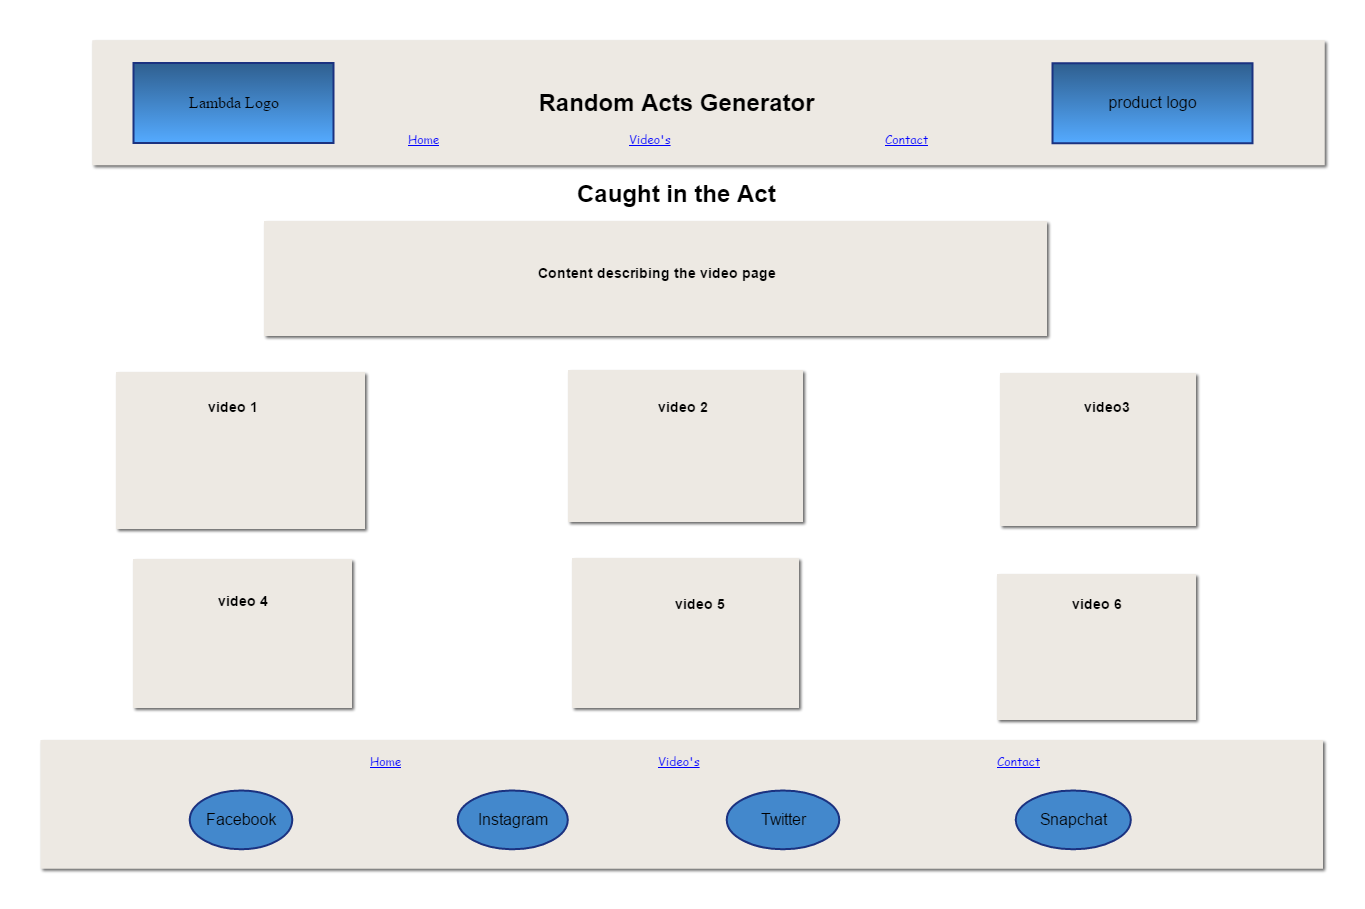 Lambda Logo
Random Acts Generator
product logo
Home
Video's
Contact
Caught in the Act
Content describing the video page
video 1
video 2
video3
video 4
video 5
video 6
Home
Video's
Contact
Facebook
Instagram
Twitter
Snapchat